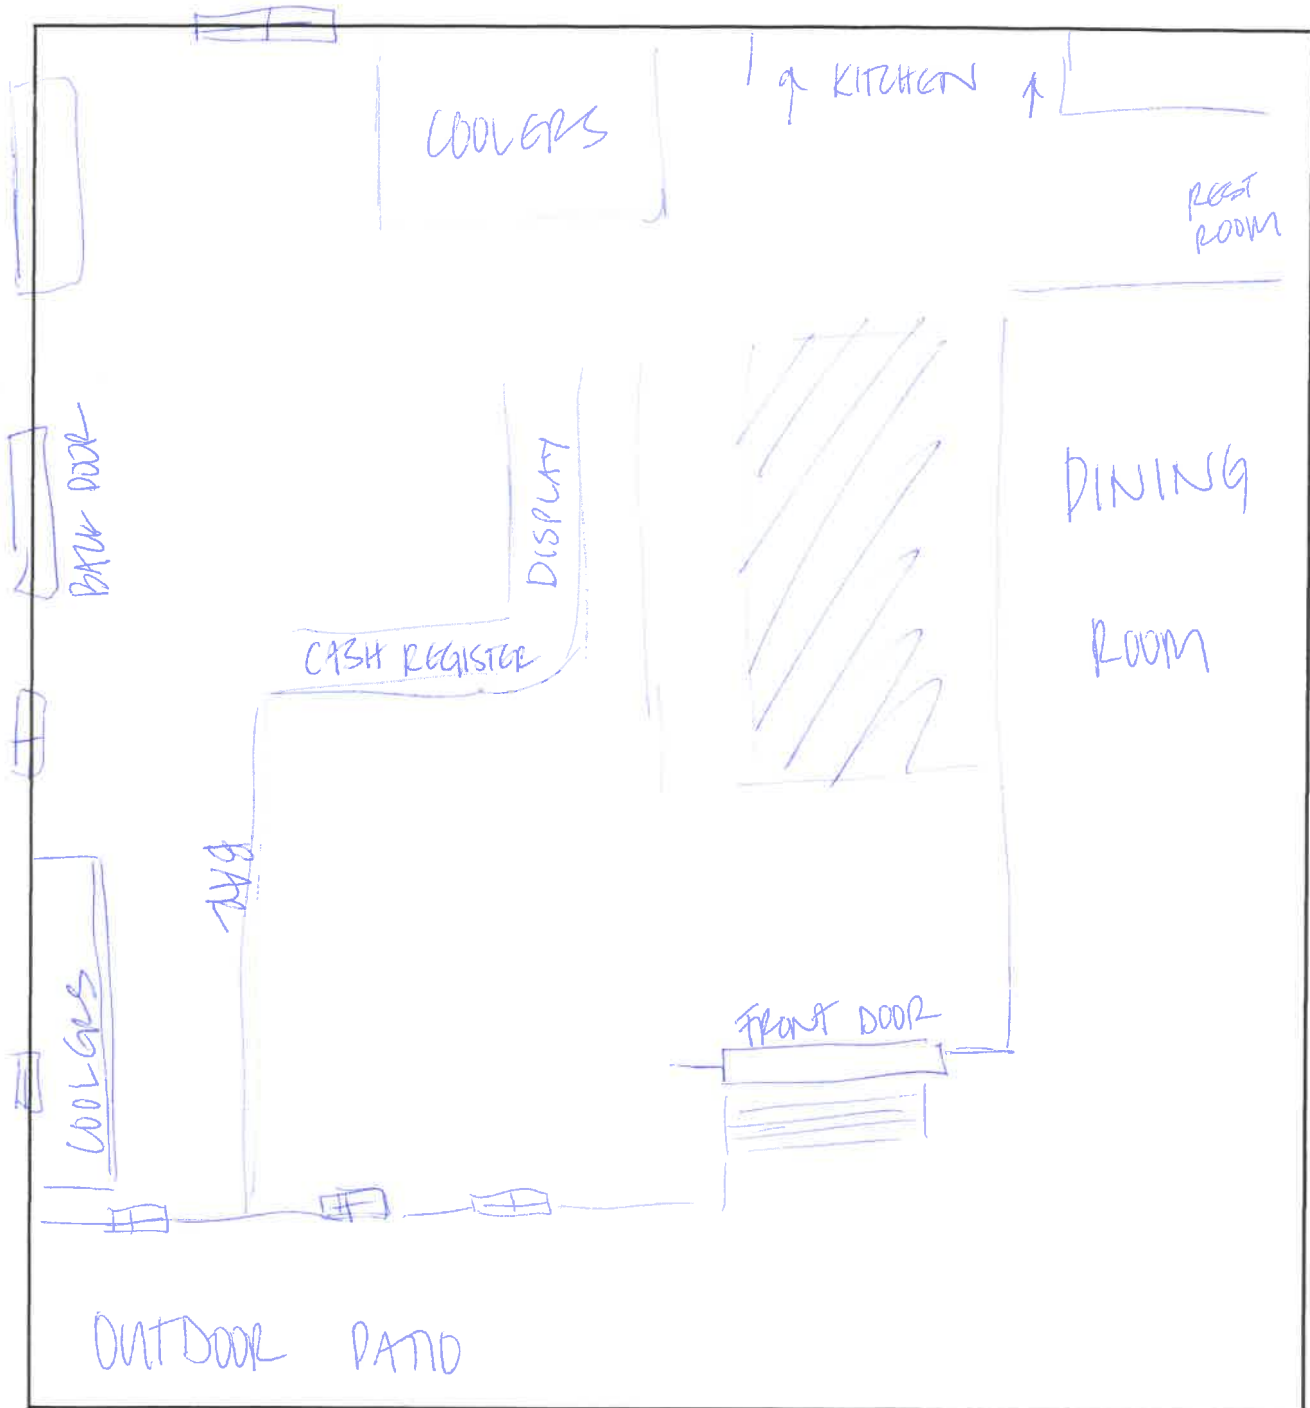 ↑ KITCHEN ↑
COOLERS
REST
ROOM
BACK DOOR
DISPLAY
DINING
ROOM
CASH REGISTER
BAR
COOLERS
FRONT DOOR
OUTDOOR PATIO